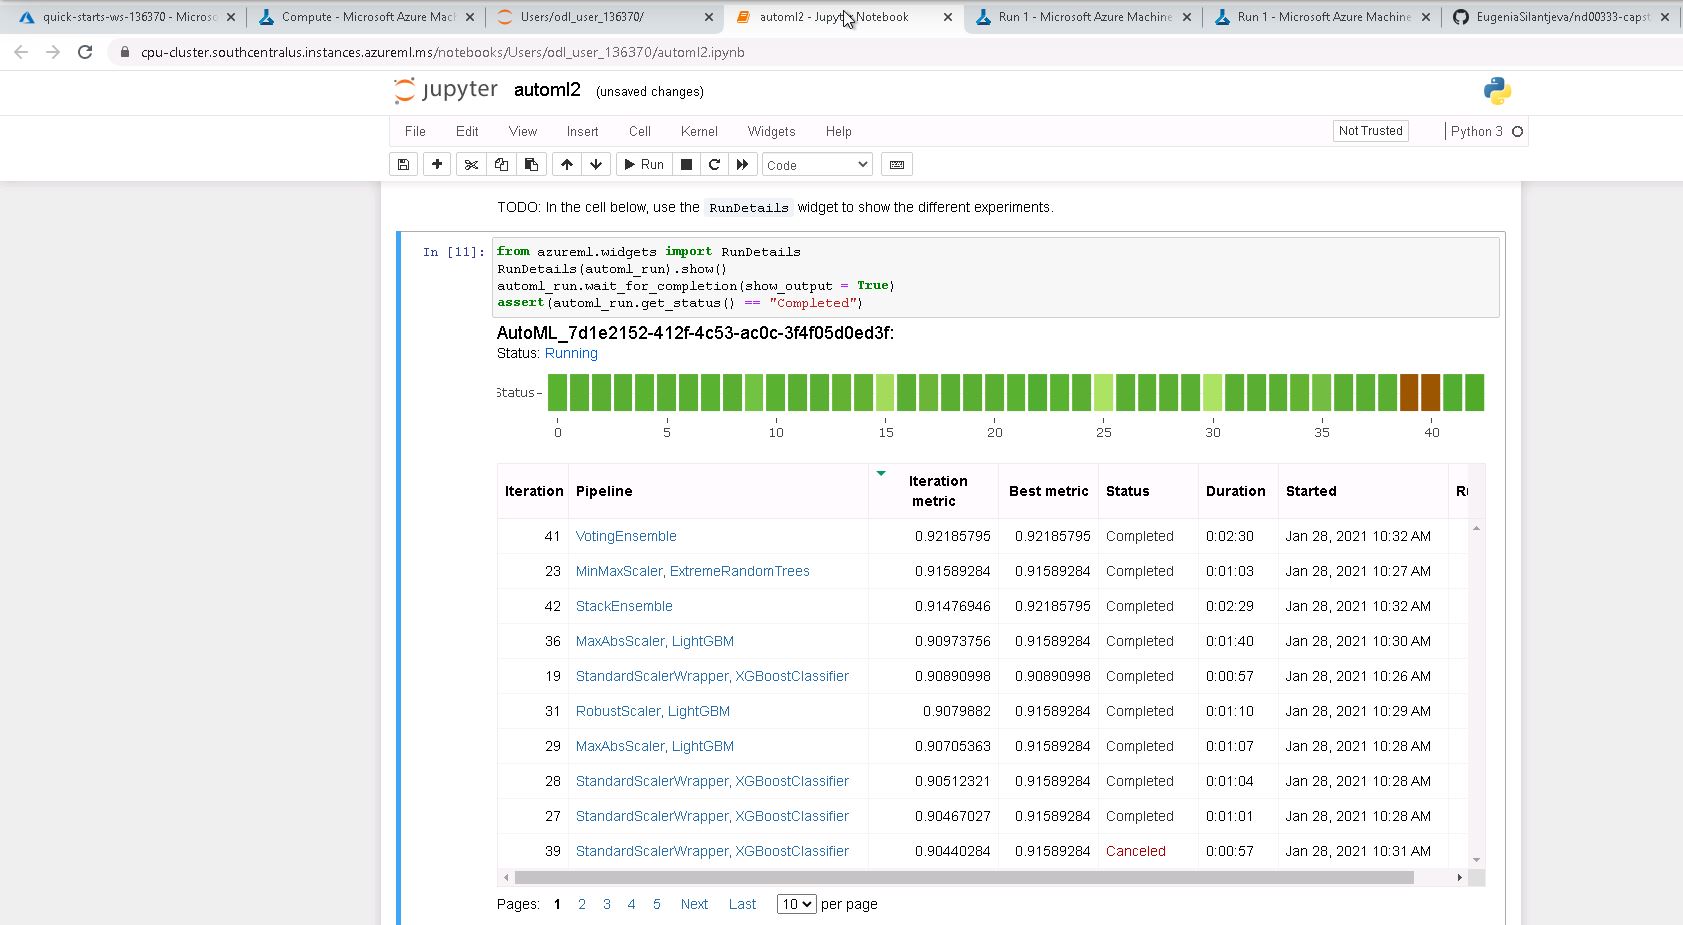 quick-starts-ws-136370 - Microso
Compute - Microsoft Azure Mach
Users/odl_user_136370/
automl2 - Jupyter Notebook
Run 1 - Microsoft Azure Machine
Run 1 - Microsoft Azure Machine
EugeniaSilantjeva/nd00333-capst
cpu-cluster.southcentralus.instances.azureml.ms/notebooks/Users/odl_user_136370/automl2.ipynb
jupyter automl2 (unsaved changes)
File Edit View Insert Cell Kernel Widgets Help Not Trusted Python 3
Run Code
TODO: In the cell below, use the RunDetails widget to show the different experiments.
In [11]: from azureml.widgets import RunDetails
RunDetails(automl_run).show()
automl_run.wait_for_completion(show_output = True)
assert(automl_run.get_status() == "Completed")
AutoML_7d1e2152-412f-4c53-ac0c-3f4f05d0ed3f:
Status: Running
Status
0 5 10 15 20 25 30 35 40
Iteration Pipeline Iteration metric Best metric Status Duration Started
41 VotingEnsemble 0.92185795 0.92185795 Completed 0:02:30 Jan 28, 2021 10:32 AM
23 MinMaxScaler, ExtremeRandomTrees 0.91589284 0.91589284 Completed 0:01:03 Jan 28, 2021 10:27 AM
42 StackEnsemble 0.91476946 0.92185795 Completed 0:02:29 Jan 28, 2021 10:32 AM
36 MaxAbsScaler, LightGBM 0.90973756 0.91589284 Completed 0:01:40 Jan 28, 2021 10:30 AM
19 StandardScalerWrapper, XGBoostClassifier 0.90890998 0.90890998 Completed 0:00:57 Jan 28, 2021 10:26 AM
31 RobustScaler, LightGBM 0.9079882 0.91589284 Completed 0:01:10 Jan 28, 2021 10:29 AM
29 MaxAbsScaler, LightGBM 0.90705363 0.91589284 Completed 0:01:07 Jan 28, 2021 10:28 AM
28 StandardScalerWrapper, XGBoostClassifier 0.90512321 0.91589284 Completed 0:01:04 Jan 28, 2021 10:28 AM
27 StandardScalerWrapper, XGBoostClassifier 0.90467027 0.91589284 Completed 0:01:01 Jan 28, 2021 10:28 AM
39 StandardScalerWrapper, XGBoostClassifier 0.90440284 0.91589284 Canceled 0:00:57 Jan 28, 2021 10:31 AM
Pages: 1 2 3 4 5 Next Last 10 per page